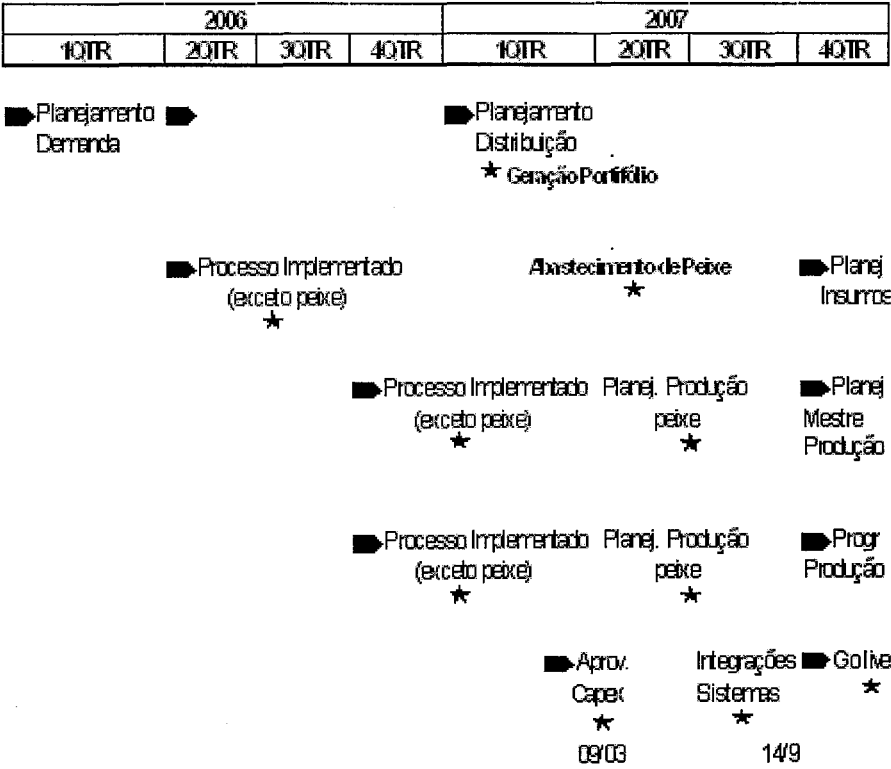 2006 2007
1QTR 2QTR 3QTR 4QTR 1QTR 2QTR 3QTR 4QTR
Planejamento Planejamento
Demanda Distribuição
Geração Portifólio
Processo Implementado Abastecimento de Peixe Planej
(exceto peixe) Insumos
Processo Implementado Planej. Produção Planej
(exceto peixe) peixe Mestre
Produção
Processo Implementado Planej. Produção Progr
(exceto peixe) peixe Produção
Aprov. Integrações Go live
Capex Sistemas
09/03 14/9